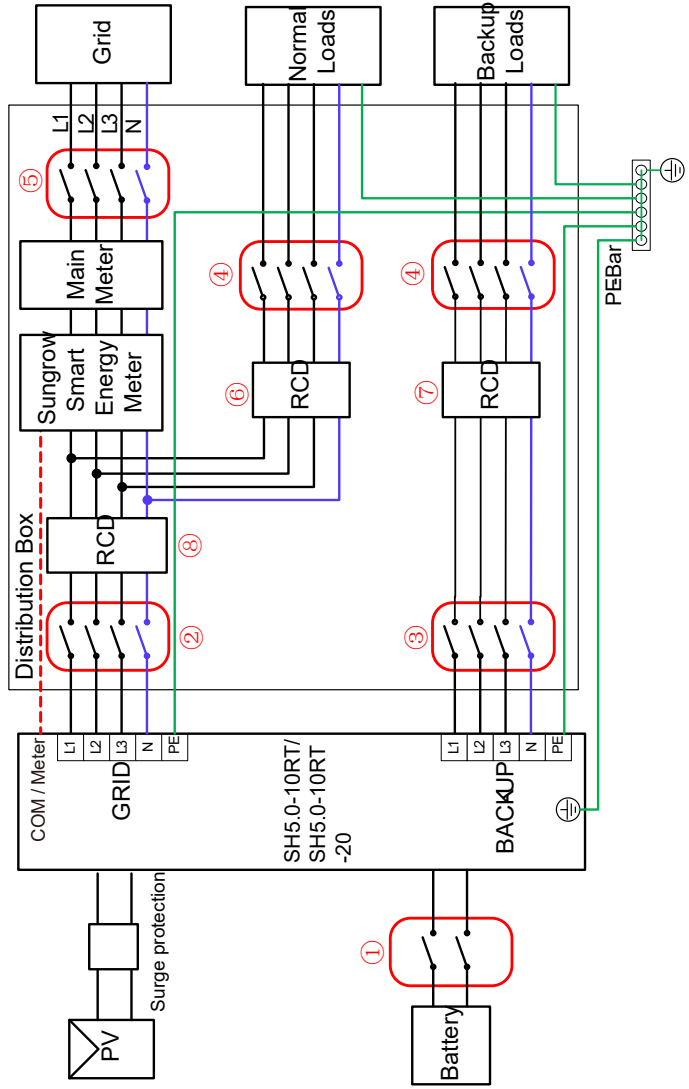 Grid
Normal
Loads
Backup
Loads
L1
L2
L3
N
⑤
Main
Meter
④
④
PEBar
Sungrow
Smart
Energy
Meter
⑥
RCD
⑦
RCD
Distribution Box
RCD
⑧
②
③
COM / Meter
L1
L2
L3
N
PE
GRID
SH5.0-10RT/
SH5.0-10RT
-20
L1
L2
L3
N
PE
BACKUP
Surge protection
①
PV
Battery